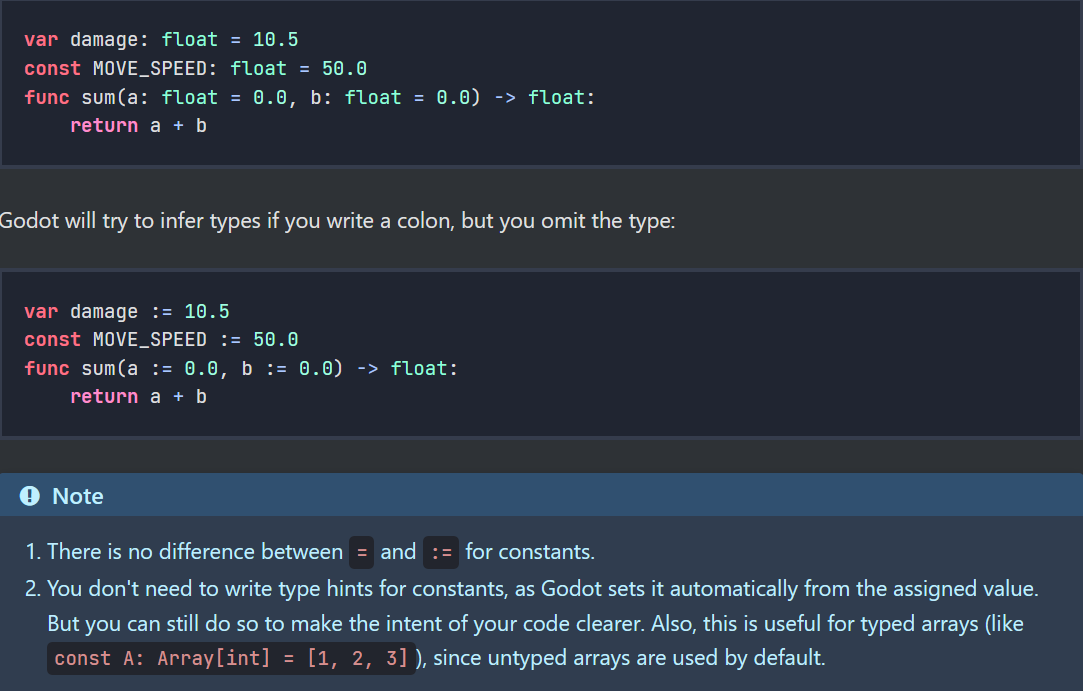 var damage: float = 10.5
const MOVE_SPEED: float = 50.0
func sum(a: float = 0.0, b: float = 0.0) -> float:
    return a + b
Godot will try to infer types if you write a colon, but you omit the type:
var damage := 10.5
const MOVE_SPEED := 50.0
func sum(a := 0.0, b := 0.0) -> float:
    return a + b
Note
1. There is no difference between = and := for constants.
2. You don't need to write type hints for constants, as Godot sets it automatically from the assigned value.
But you can still do so to make the intent of your code clearer. Also, this is useful for typed arrays (like
const A: Array[int] = [1, 2, 3]), since untyped arrays are used by default.